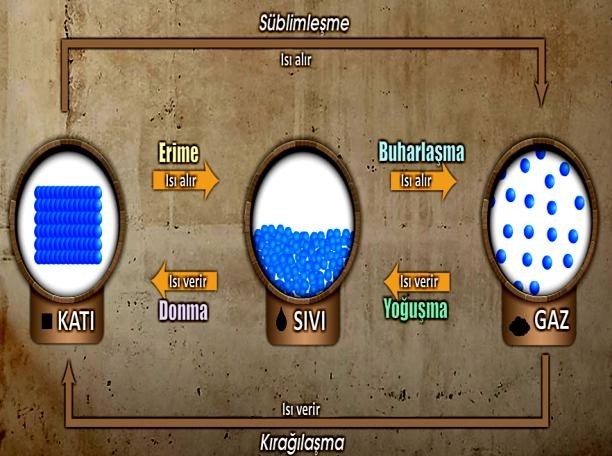 Süblimleşme
Isı alır
Erime
Isı alır
Buharlaşma
Isı alır
Isı verir
Donma
Isı verir
Yoğuşma
KATI
SIVI
GAZ
Isı verir
Kırağılaşma